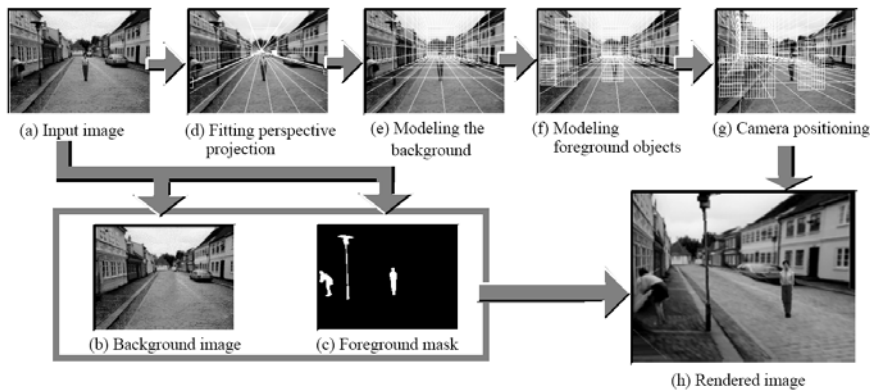 (a) Input image
(d) Fitting perspective
projection
(e) Modeling the
background
(f) Modeling
foreground objects
(g) Camera positioning
(b) Background image
(c) Foreground mask
(h) Rendered image